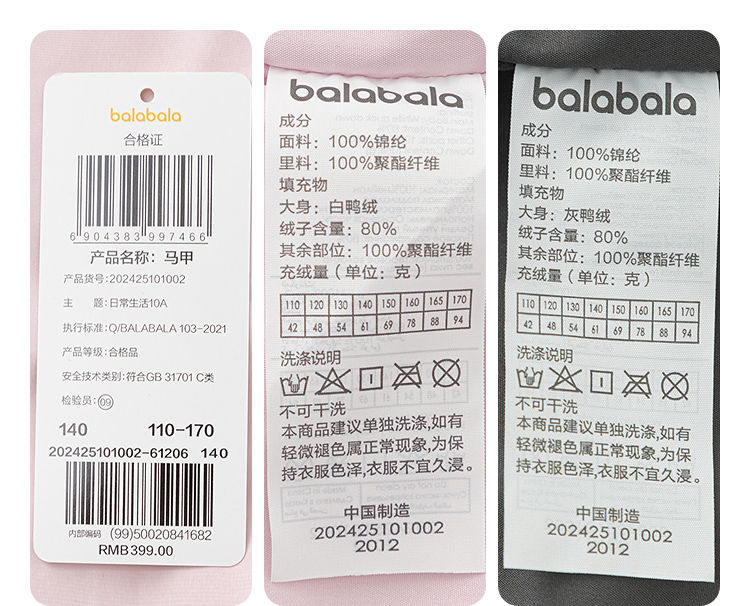 balabala
合格证
6 904383 997466
产品名称：马甲
产品货号:202425101002
主 题:日常生活10A
执行标准:Q/BALABALA 103-2021
产品等级:合格品
安全技术类别:符合GB 31701 C类
检验员:09
140 110-170
202425101002-61206 140
内部编码 (99)50020841682
RMB399.00
balabala
成分
面料：100%锦纶
里料：100%聚酯纤维
填充物
大身：白鸭绒
绒子含量：80%
其余部位：100%聚酯纤维
充绒量（单位：克）
110 120 130 140 150 160 165 170
42 48 54 61 69 78 88 94
洗涤说明
不可干洗
本商品建议单独洗涤,如有
轻微褪色属正常现象,为保
持衣服色泽,衣服不宜久浸。
中国制造
202425101002
2012
balabala
成分
面料：100%锦纶
里料：100%聚酯纤维
填充物
大身：灰鸭绒
绒子含量：80%
其余部位：100%聚酯纤维
充绒量（单位：克）
110 120 130 140 150 160 165 170
42 48 54 61 69 78 88 94
洗涤说明
不可干洗
本商品建议单独洗涤,如有
轻微褪色属正常现象,为保
持衣服色泽,衣服不宜久浸。
中国制造
202425101002
2012